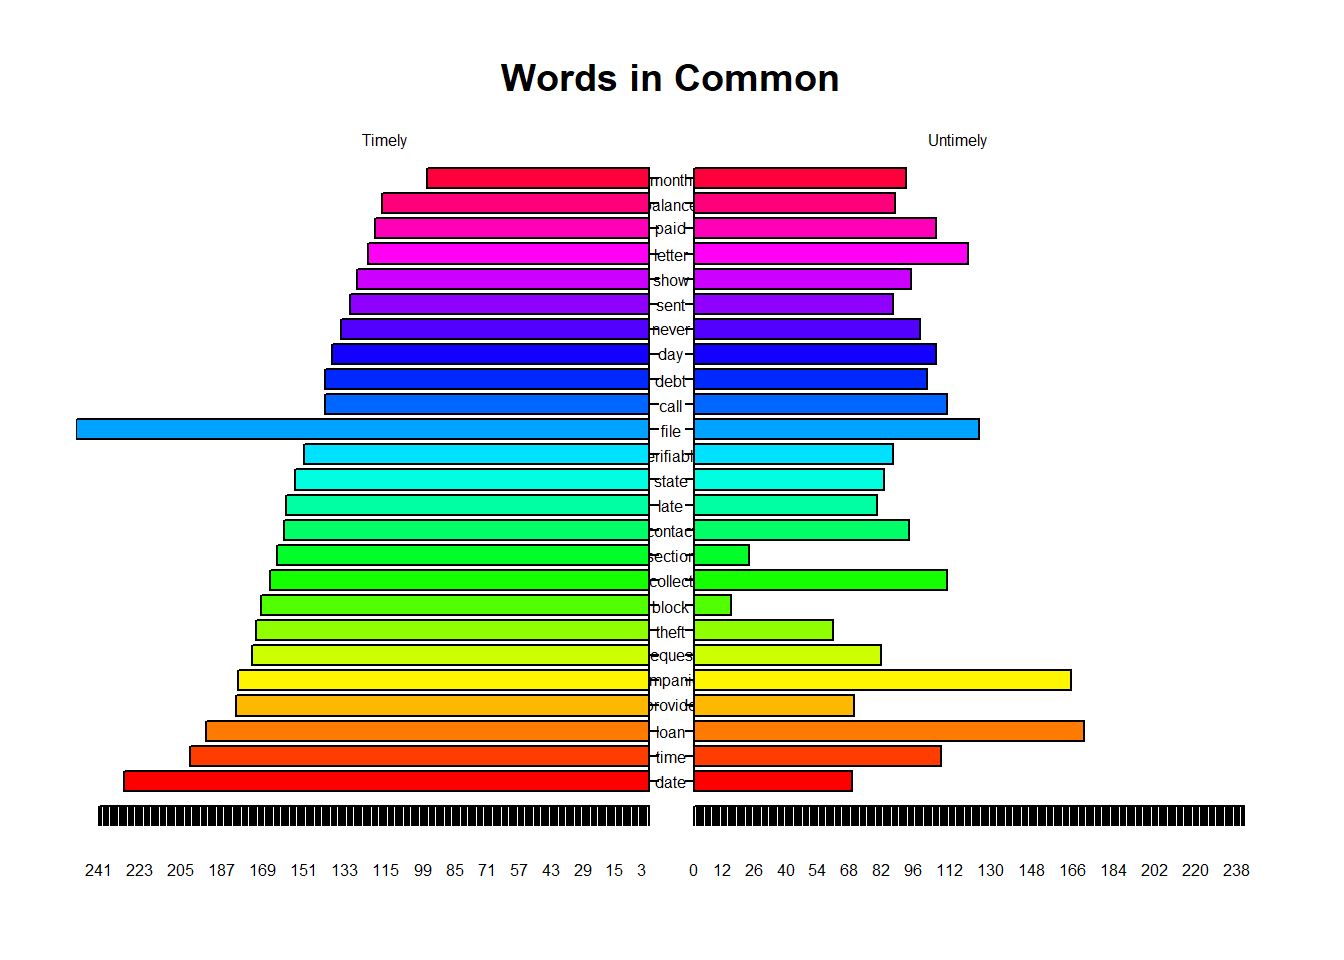 Words in Common
Timely Untimely
month
alance
paid
letter
show
sent
never
day
debt
call
file
erifiabl
state
late
contac
section
collect
block
theft
eques
mpani
provide
loan
time
date
241 223 205 187 169 151 133 115 99 85 71 57 43 29 15 3 0 12 26 40 54 68 82 96 112 130 148 166 184 202 220 238